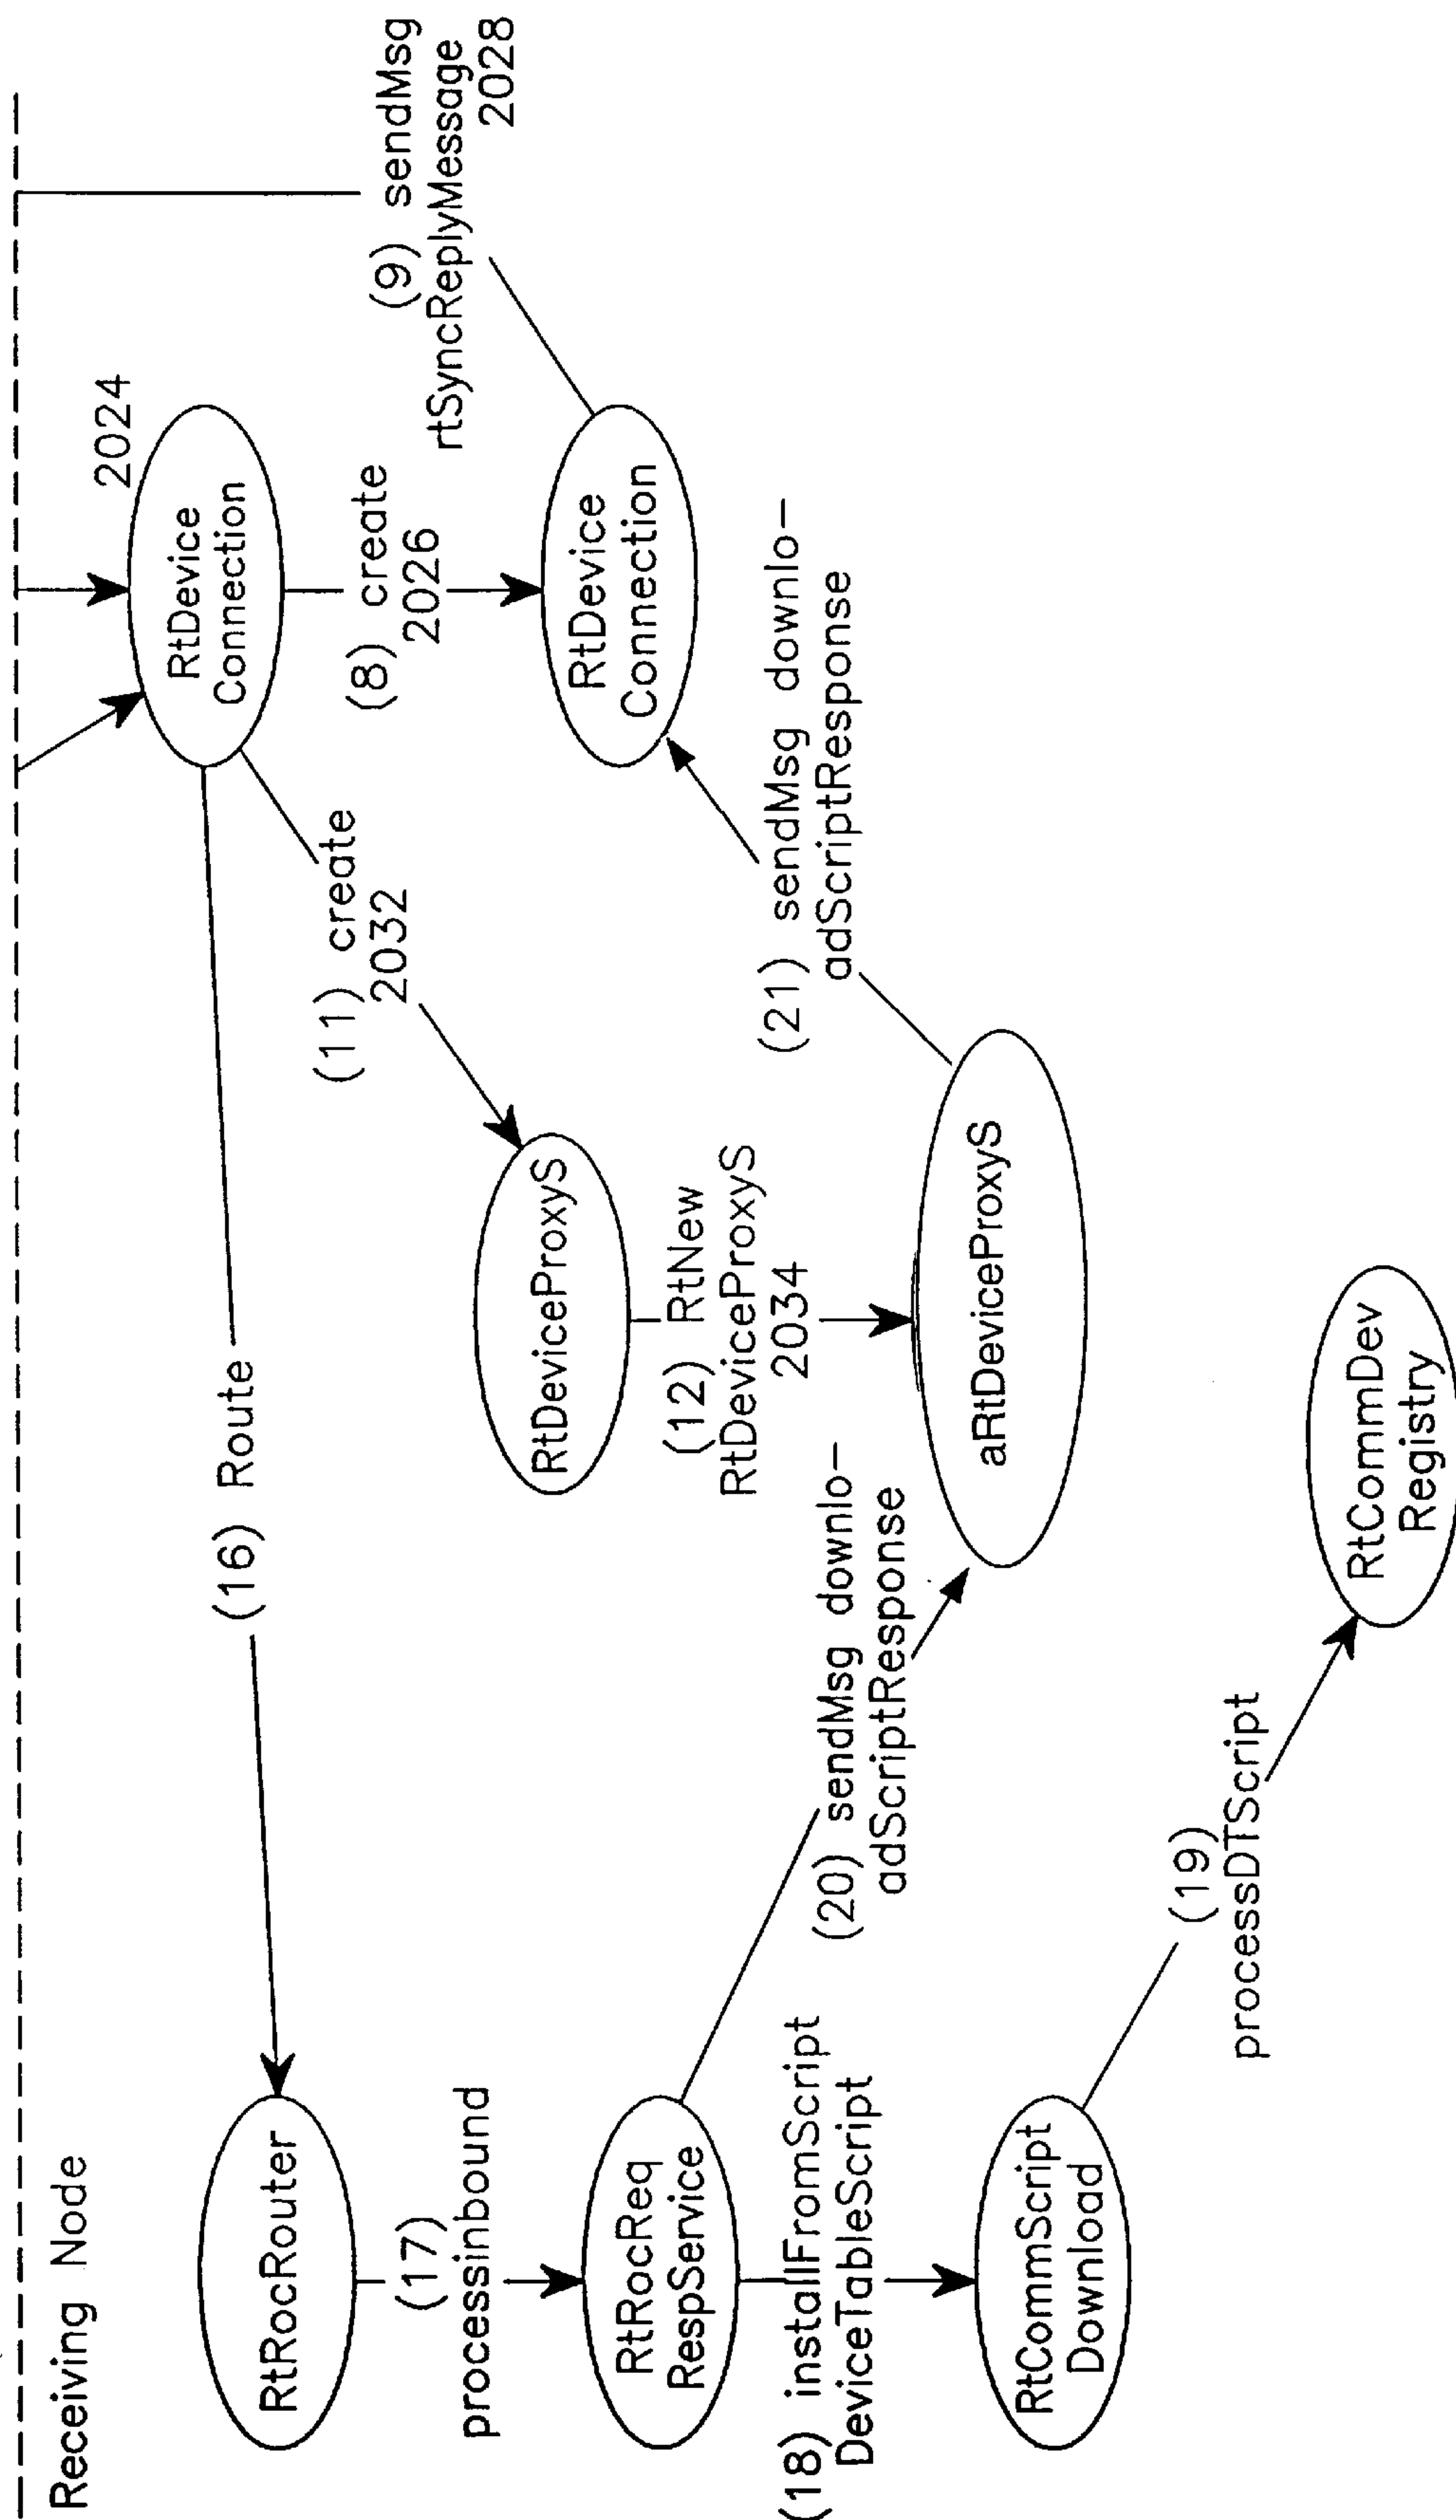 Receiving Node
2024
RtDevice
Connection
(16) Route
RtRocRouter
(11) create
2032
(8) create
2026
(9) sendMsg
rtSyncReplyMessage
2028
(17)
processinbound
RtDeviceProxyS
RtDevice
Connection
RtRocReq
RespService
(12) RtNew
RtDeviceProxyS
2034
(20) sendMsg downlo-
adScriptResponse
(21) sendMsg downlo-
adScriptResponse
(18) installFromScript
DeviceTableScript
aRtDeviceProxyS
RtCommScript
Download
(19)
processDTScript
RtCommDev
Registry